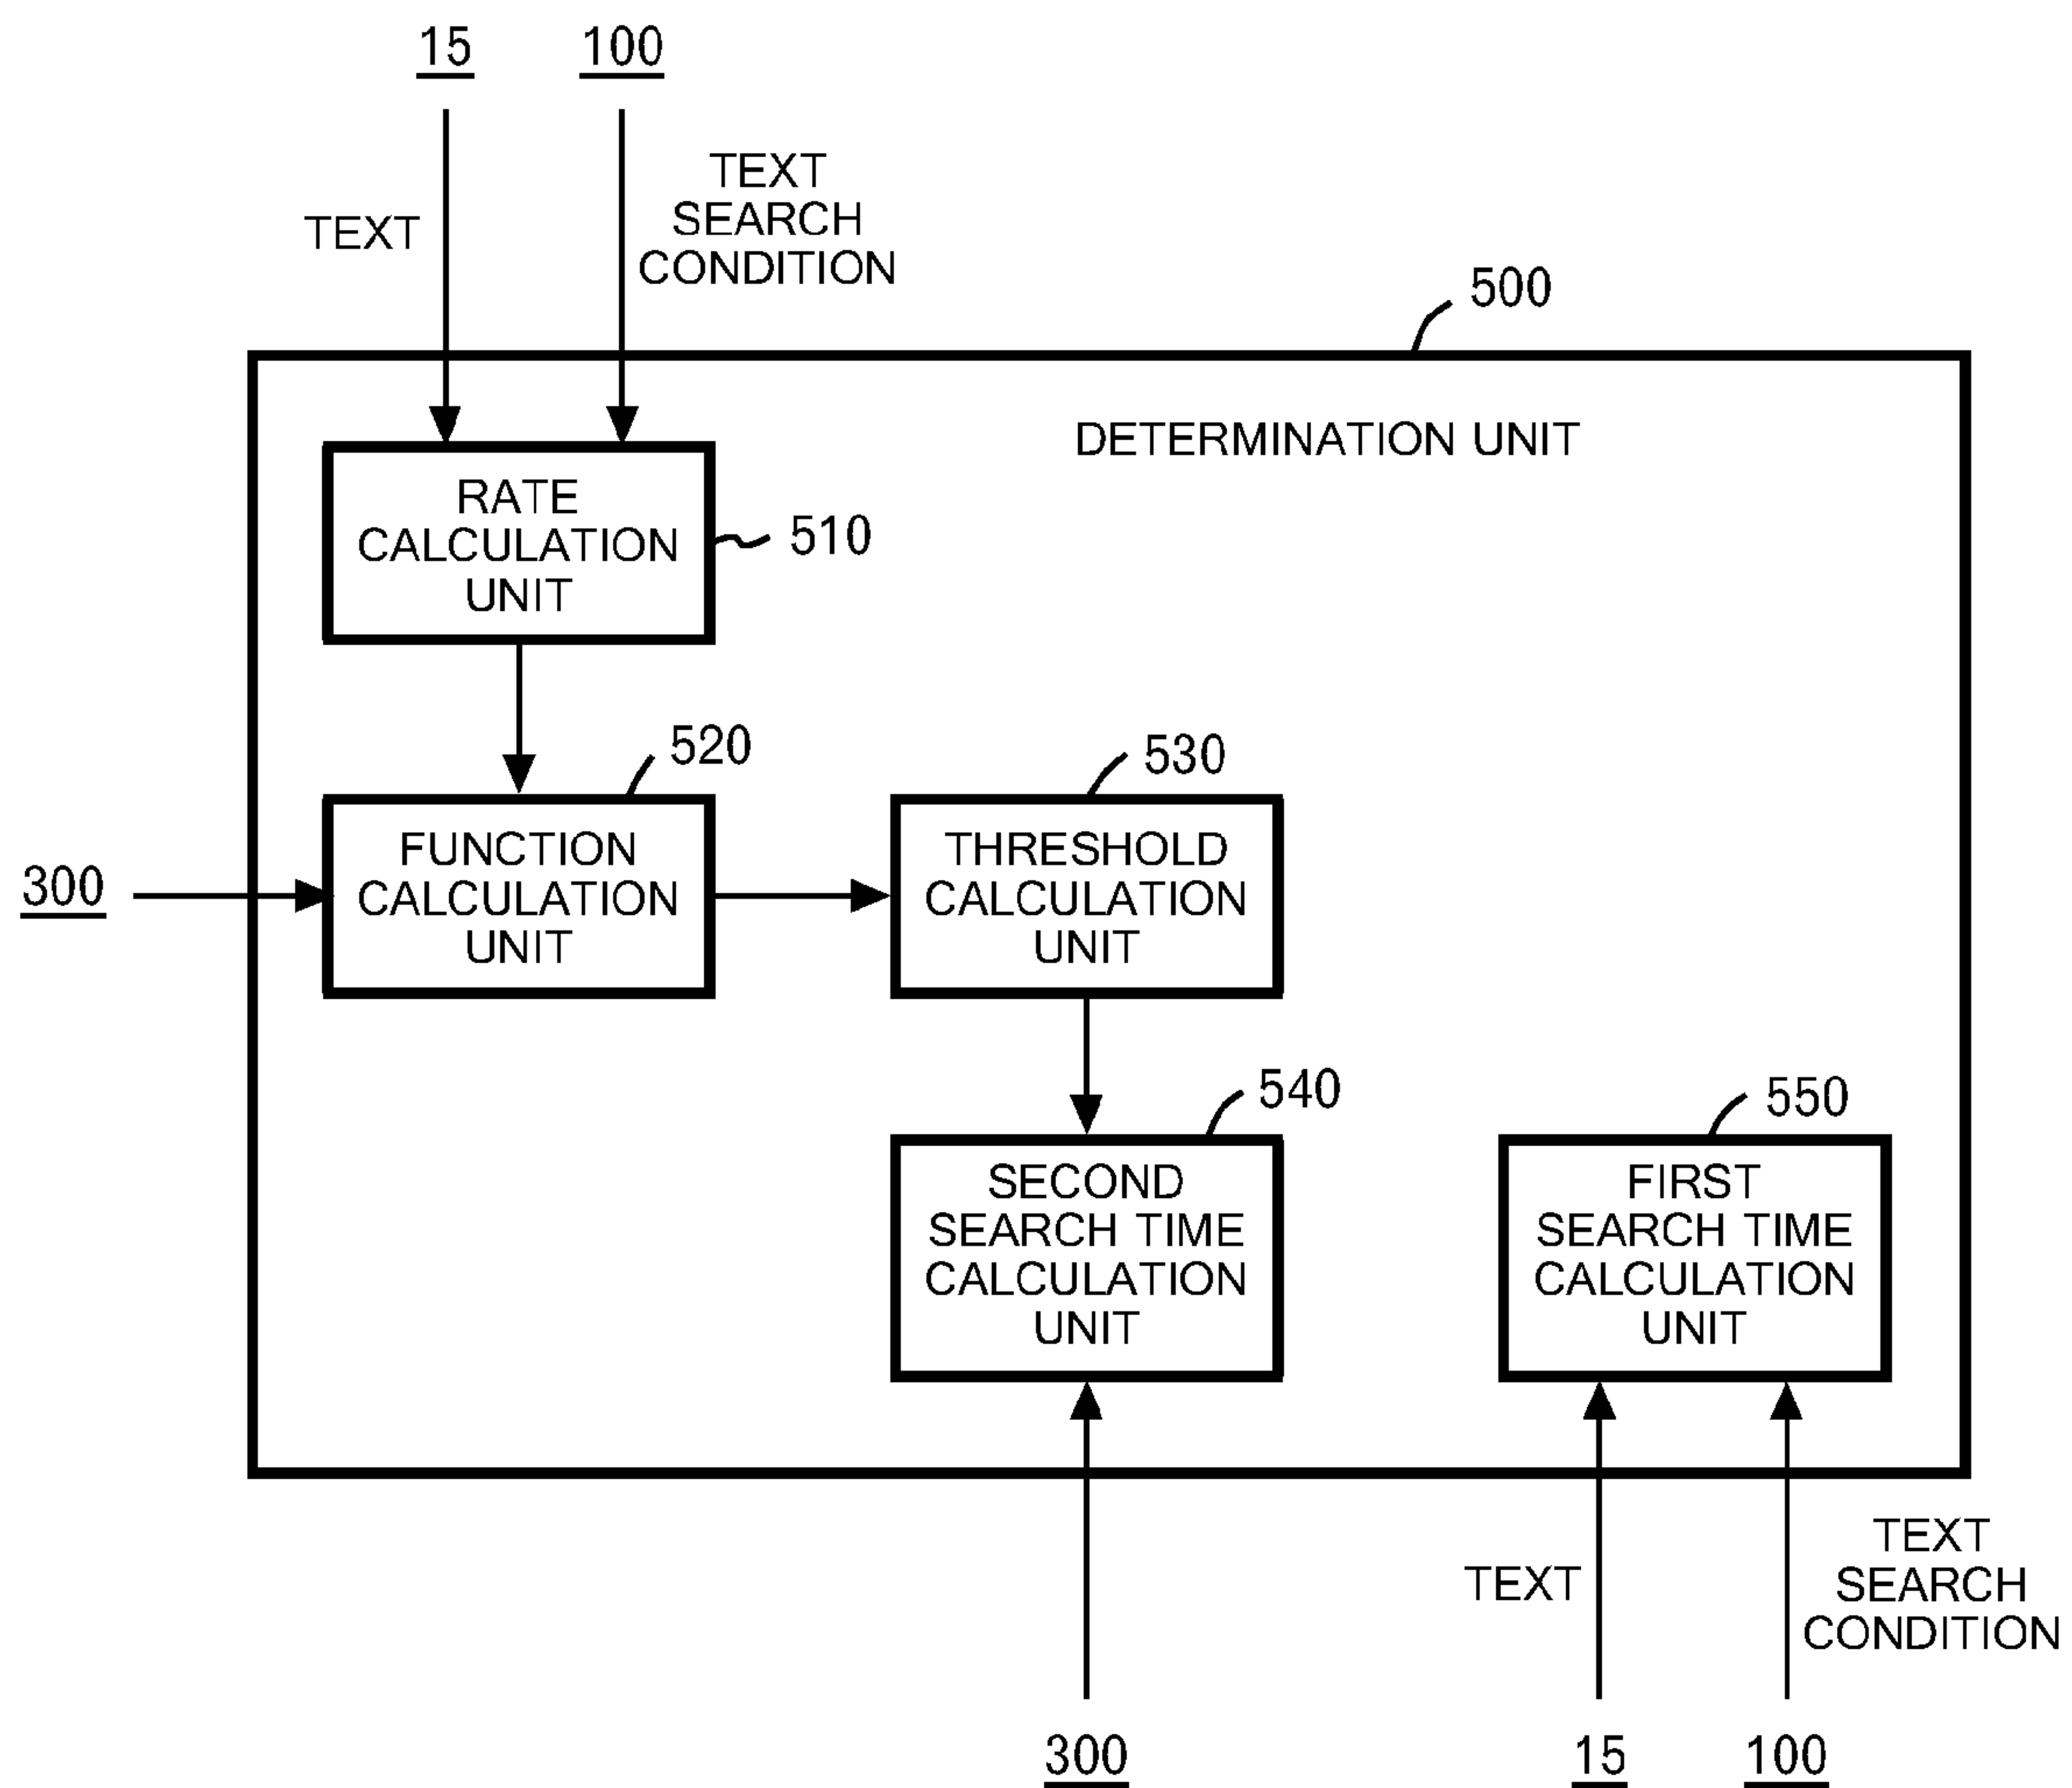 15 100
TEXT
TEXT
SEARCH
CONDITION
500
DETERMINATION UNIT
RATE
CALCULATION
UNIT
510
520
530
300
FUNCTION
CALCULATION
UNIT
THRESHOLD
CALCULATION
UNIT
540
550
SECOND
SEARCH TIME
CALCULATION
UNIT
FIRST
SEARCH TIME
CALCULATION
UNIT
TEXT
TEXT
SEARCH
CONDITION
300 15 100